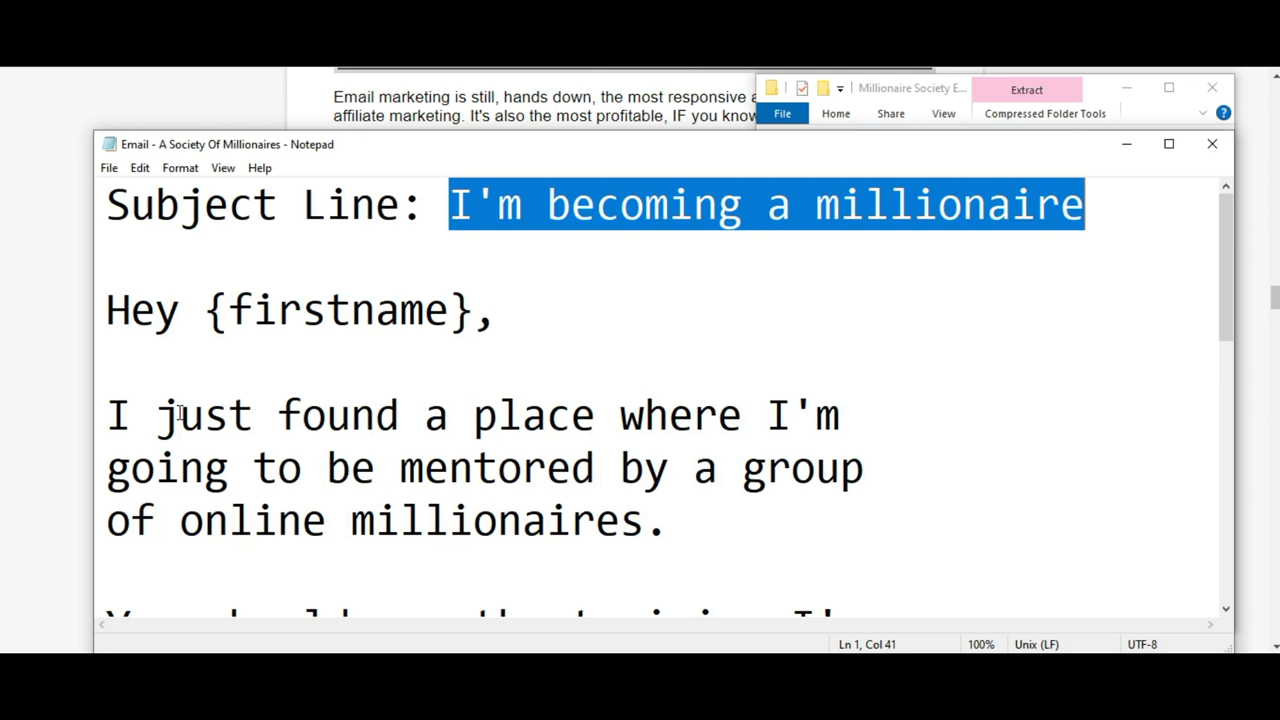 Email marketing is still, hands down, the most responsive
affiliate marketing. It's also the most profitable, IF you know
Millionaire Society E...
Extract
File
Home
Share
View
Compressed Folder Tools
Email - A Society Of Millionaires - Notepad
File
Edit
Format
View
Help
Subject Line: I'm becoming a millionaire
Hey {firstname},
I just found a place where I'm
going to be mentored by a group
of online millionaires.
Ln 1, Col 41
100%
Unix (LF)
UTF-8